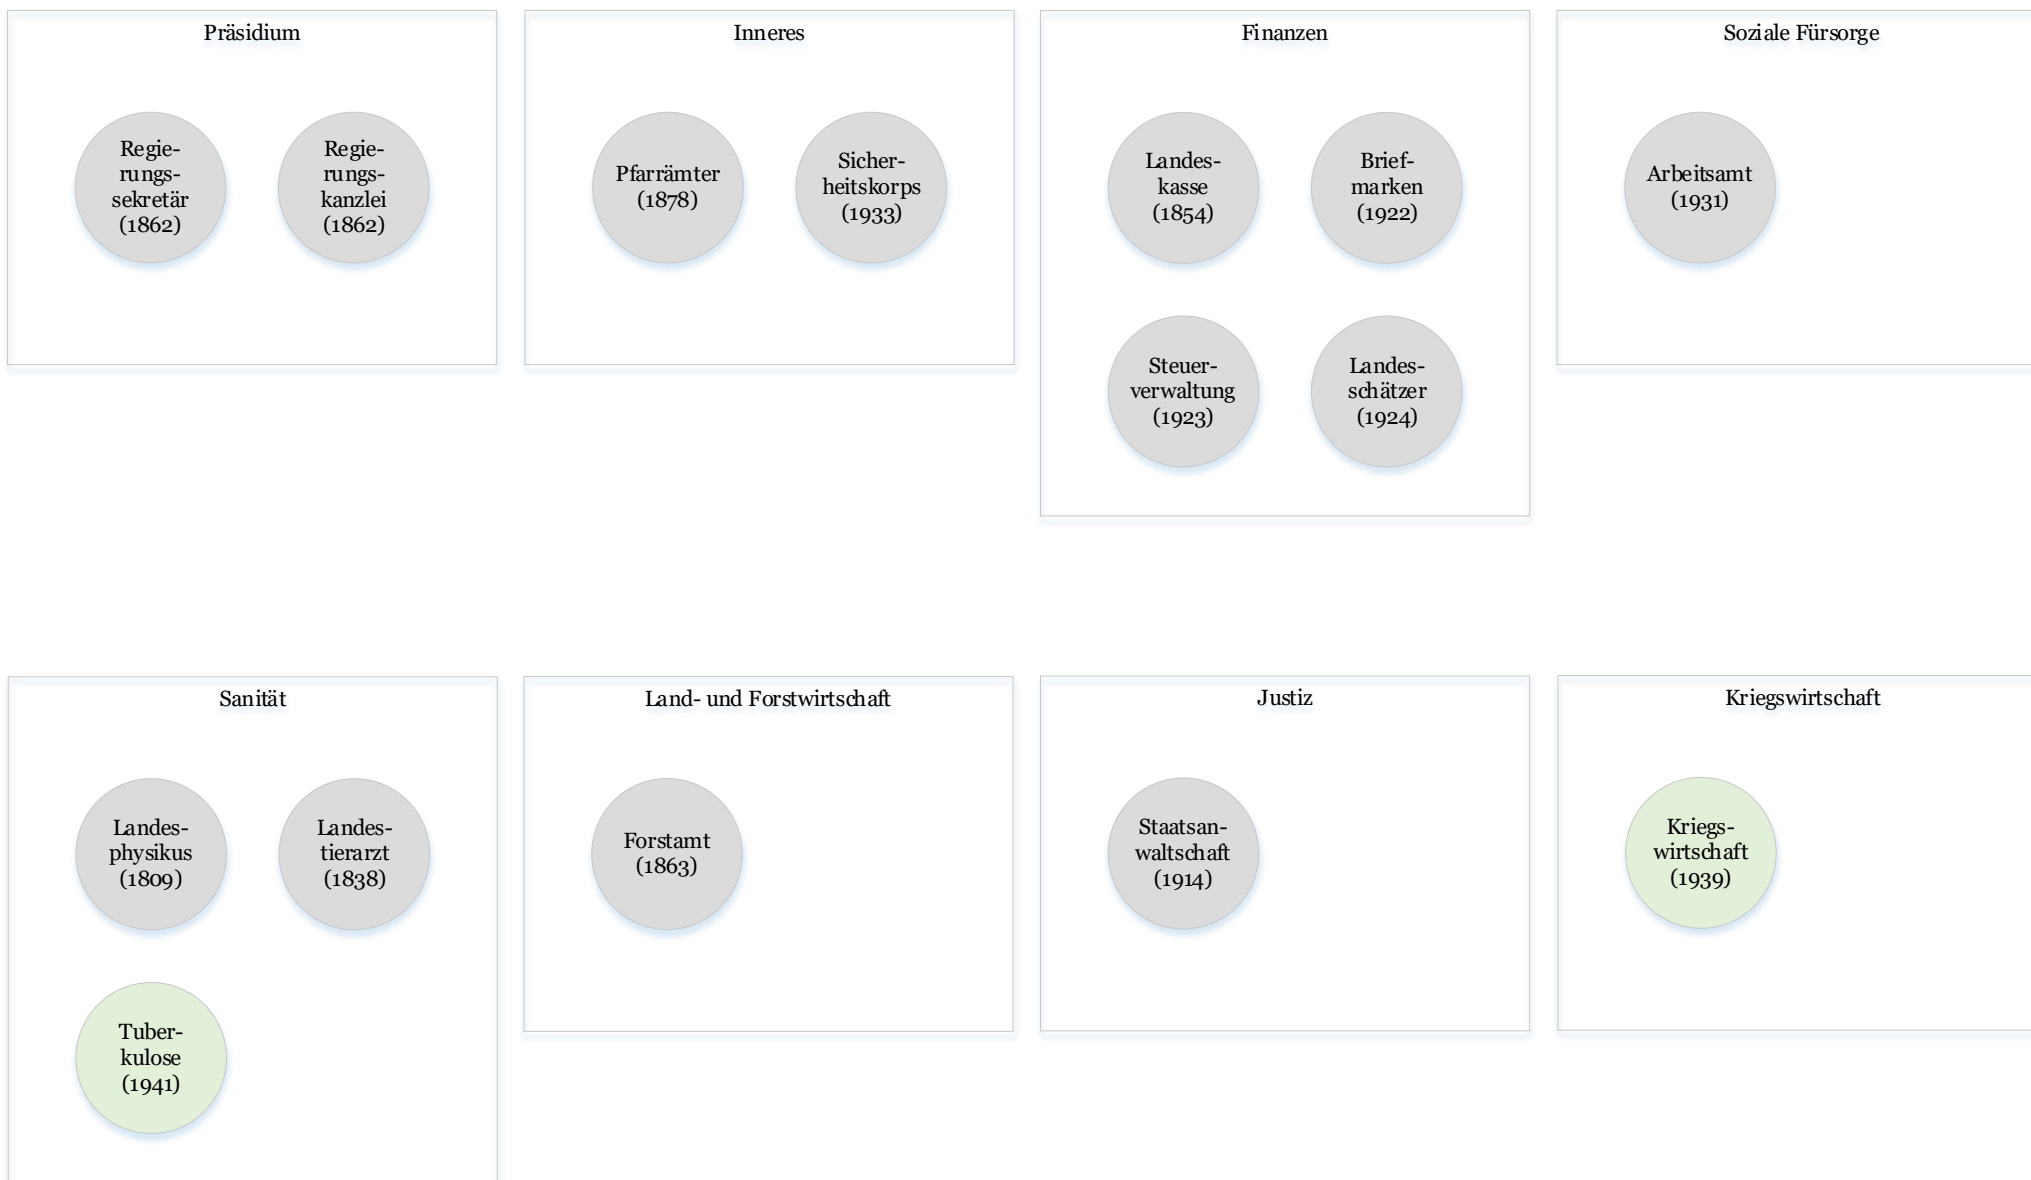 Präsidium
Regie-
rungs-
sekretär
(1862)
Regie-
rungs-
kanzlei
(1862)
Inneres
Pfarrämter
(1878)
Sicher-
heitskorps
(1933)
Finanzen
Landes-
kasse
(1854)
Brief-
marken
(1922)
Steuer-
verwaltung
(1923)
Landes-
schätzer
(1924)
Soziale Fürsorge
Arbeitsamt
(1931)
Sanität
Landes-
physikus
(1809)
Landes-
tierarzt
(1838)
Tuber-
kulose
(1941)
Land- und Forstwirtschaft
Forstamt
(1863)
Justiz
Staatsan-
waltschaft
(1914)
Kriegswirtschaft
Kriegs-
wirtschaft
(1939)